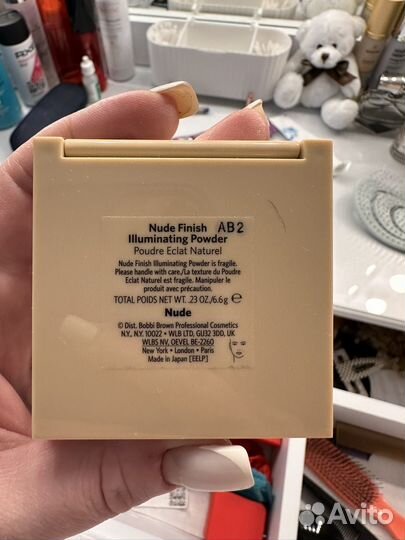 Nude Finish AB2
Illuminating Powder
Poudre Eclat Naturel
Nude Finish Illuminating Powder is fragile.
Please handle with care./La texture du Poudre
Eclat Naturel est fragile. Manipuler le
produit avec précaution.
TOTAL POIDS NET WT. .23 OZ./6.6g ℮
Nude
© Dist. Bobbi Brown Professional Cosmetics
N.Y., N.Y. 10022 • WLB LTD, GU32 3DD, UK
WLBS NV, OEVEL BE-2260
New York • London • Paris
Made in Japan [EELP]
AXE
Avito